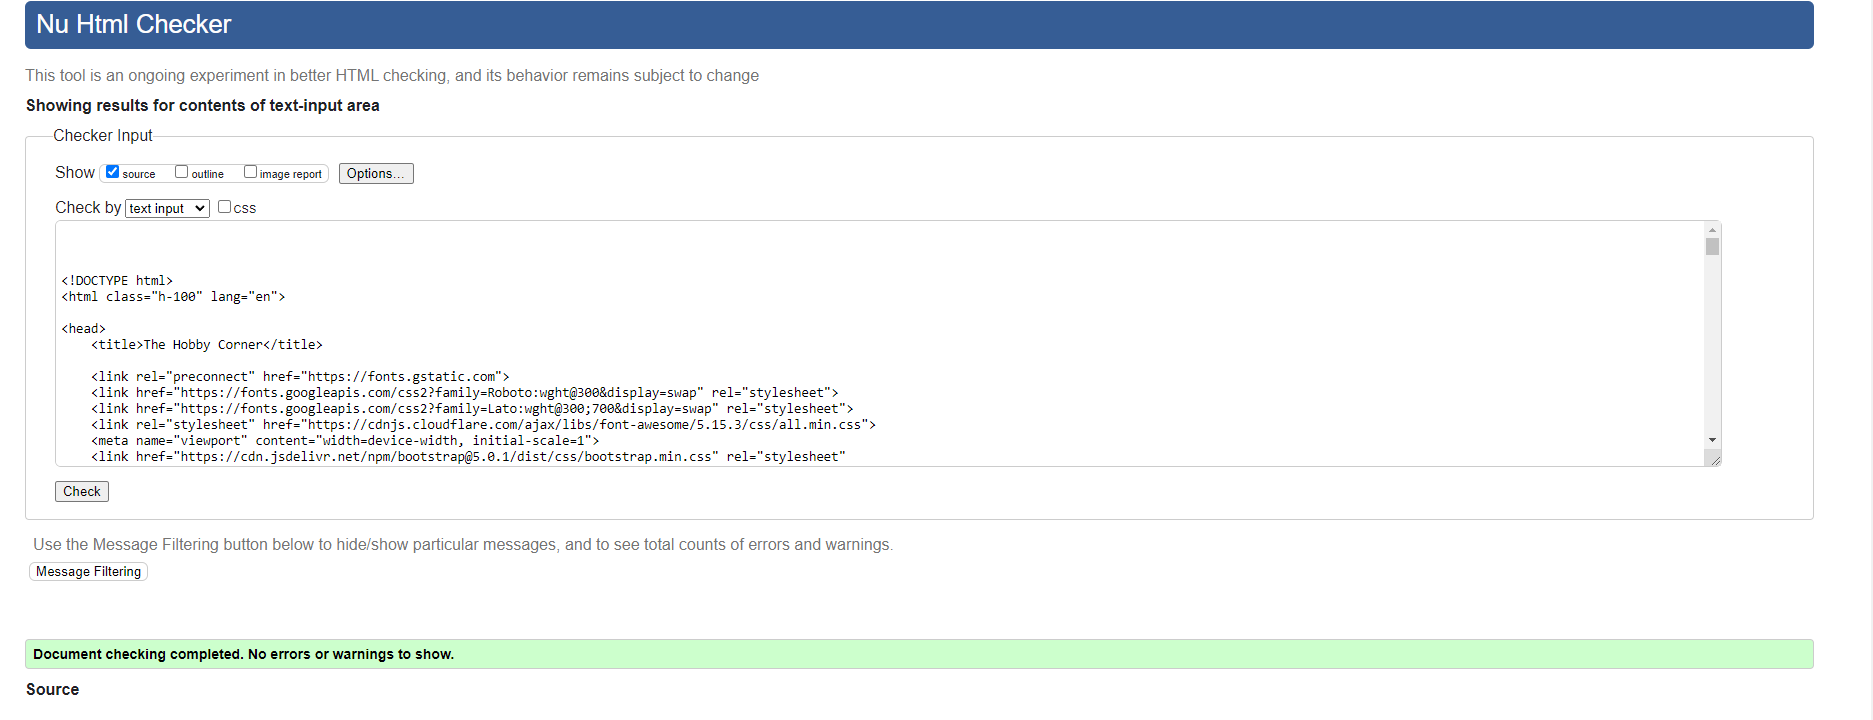 Nu Html Checker
This tool is an ongoing experiment in better HTML checking, and its behavior remains subject to change
Showing results for contents of text-input area
Checker Input
Show source outline image report Options...
Check by text input css
<!DOCTYPE html>
<html class="h-100" lang="en">
<head>
    <title>The Hobby Corner</title>
    <link rel="preconnect" href="https://fonts.gstatic.com">
    <link href="https://fonts.googleapis.com/css2?family=Roboto:wght@300&display=swap" rel="stylesheet">
    <link href="https://fonts.googleapis.com/css2?family=Lato:wght@300;700&display=swap" rel="stylesheet">
    <link rel="stylesheet" href="https://cdnjs.cloudflare.com/ajax/libs/font-awesome/5.15.3/css/all.min.css">
    <meta name="viewport" content="width=device-width, initial-scale=1">
    <link href="https://cdn.jsdelivr.net/npm/bootstrap@5.0.1/dist/css/bootstrap.min.css" rel="stylesheet"
Check
Use the Message Filtering button below to hide/show particular messages, and to see total counts of errors and warnings.
Message Filtering
Document checking completed. No errors or warnings to show.
Source